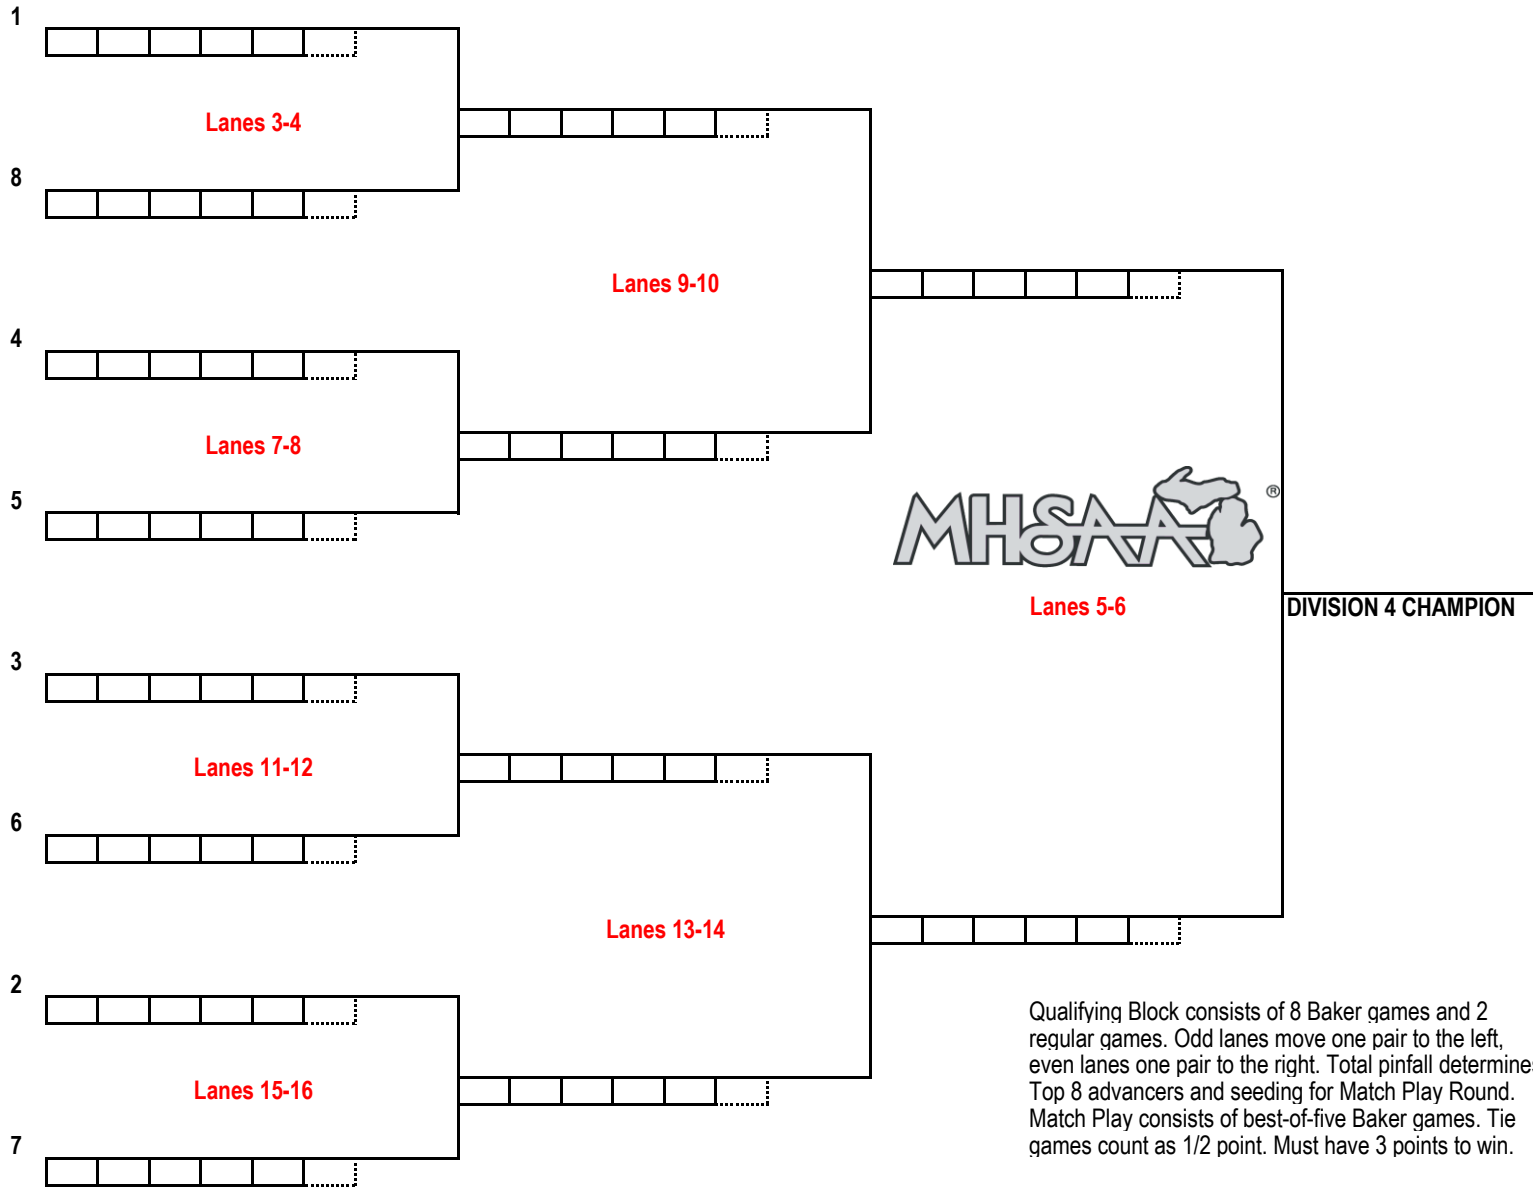 1
Lanes 3-4
8
Lanes 9-10
4
Lanes 7-8
5
MHSAA®
Lanes 5-6
DIVISION 4 CHAMPION
3
Lanes 11-12
6
Lanes 13-14
2
Lanes 15-16
7
Qualifying Block consists of 8 Baker games and 2
regular games. Odd lanes move one pair to the left,
even lanes one pair to the right. Total pinfall determines
Top 8 advancers and seeding for Match Play Round.
Match Play consists of best-of-five Baker games. Tie
games count as 1/2 point. Must have 3 points to win.